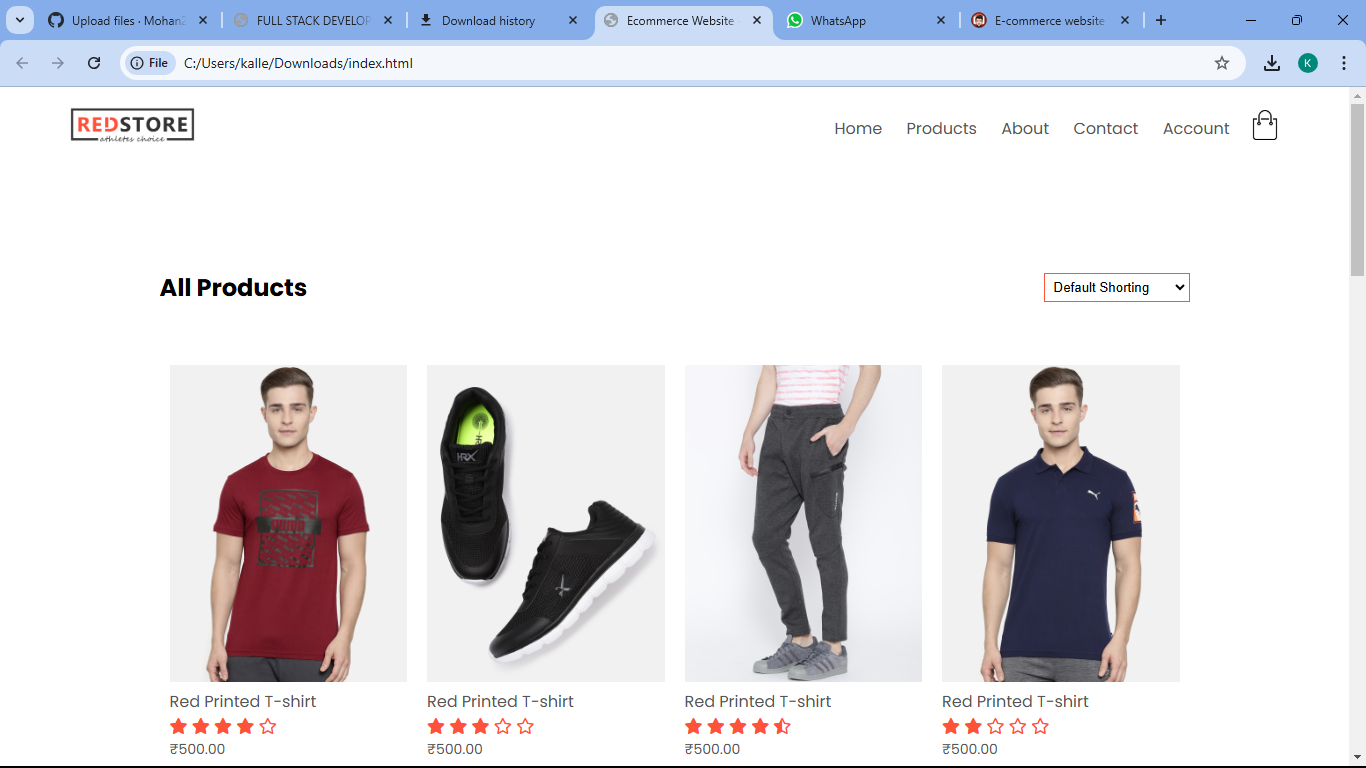 Upload files · Mohan
FULL STACK DEVELOP
Download history
Ecommerce Website
WhatsApp
E-commerce website
File
C:/Users/kalle/Downloads/index.html
K
REDSTORE
athletes choice
Home
Products
About
Contact
Account
All Products
Default Shorting
HRX
Red Printed T-shirt
Red Printed T-shirt
Red Printed T-shirt
Red Printed T-shirt
₹500.00
₹500.00
₹500.00
₹500.00